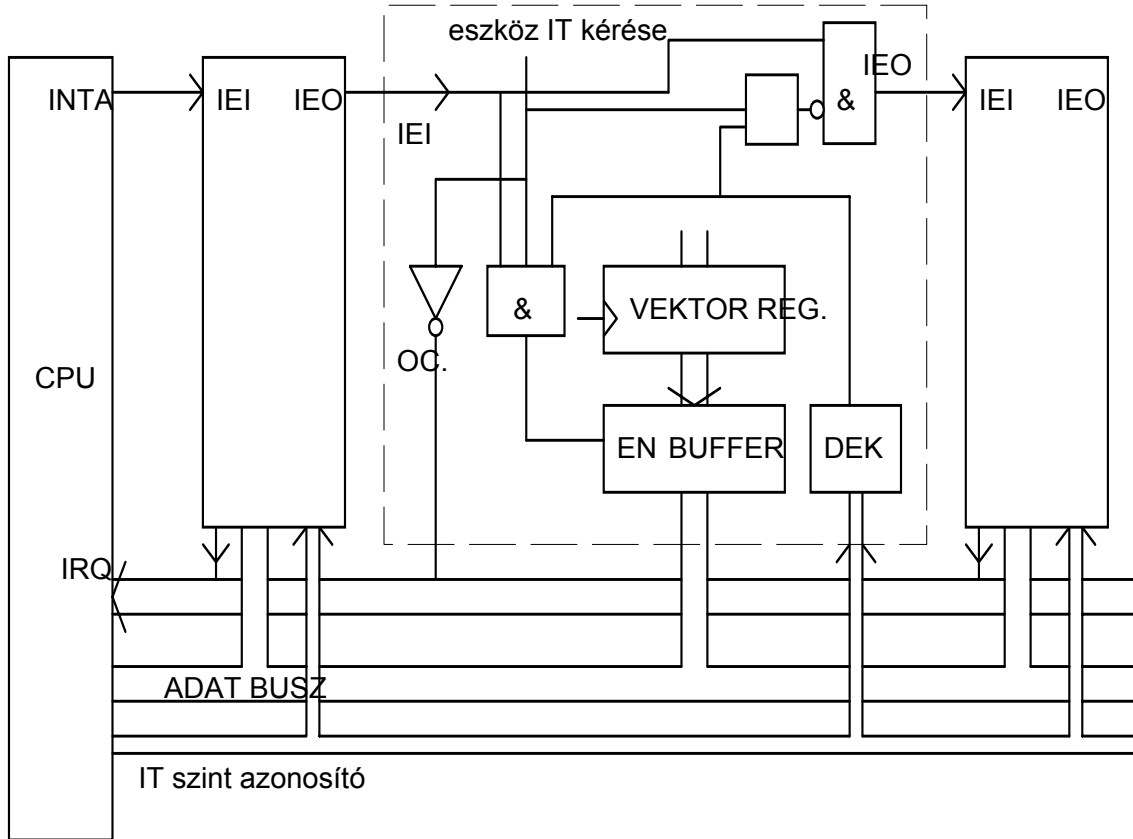 eszköz IT kérése
INTA
IEI
IEO
IEI
&
IEO
IEI
IEO
&
VEKTOR REG.
OC.
CPU
EN BUFFER
DEK
IRQ
ADAT BUSZ
IT szint azonosító